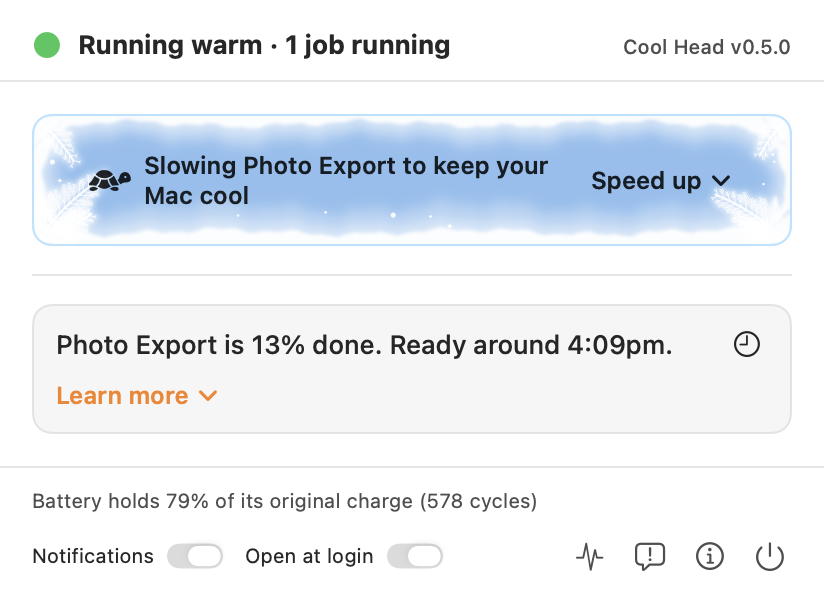 Running warm · 1 job running
Cool Head v0.5.0
Slowing Photo Export to keep your
Mac cool
Speed up
Photo Export is 13% done. Ready around 4:09pm.
Learn more
Battery holds 79% of its original charge (578 cycles)
Notifications
Open at login